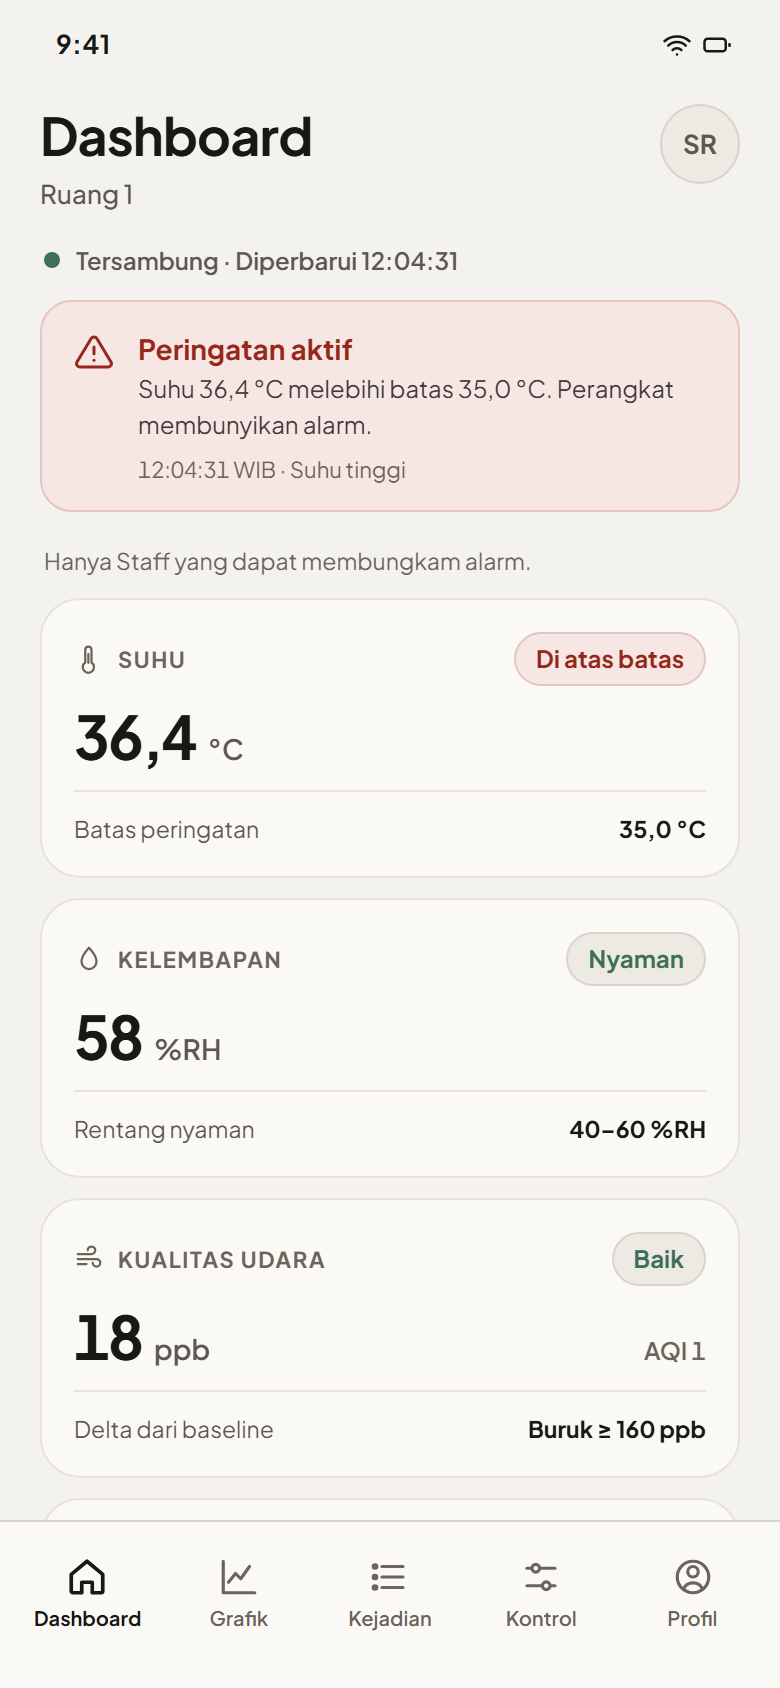 9:41
Dashboard
SR
Ruang 1
Tersambung · Diperbarui 12:04:31
Peringatan aktif
Suhu 36,4 °C melebihi batas 35,0 °C. Perangkat
membunyikan alarm.
12:04:31 WIB · Suhu tinggi
Hanya Staff yang dapat membungkam alarm.
SUHU
Di atas batas
36,4 °C
Batas peringatan
35,0 °C
KELEMBAPAN
Nyaman
58 %RH
Rentang nyaman
40–60 %RH
KUALITAS UDARA
Baik
18 ppb
AQI 1
Delta dari baseline
Buruk ≥ 160 ppb
Dashboard
Grafik
Kejadian
Kontrol
Profil